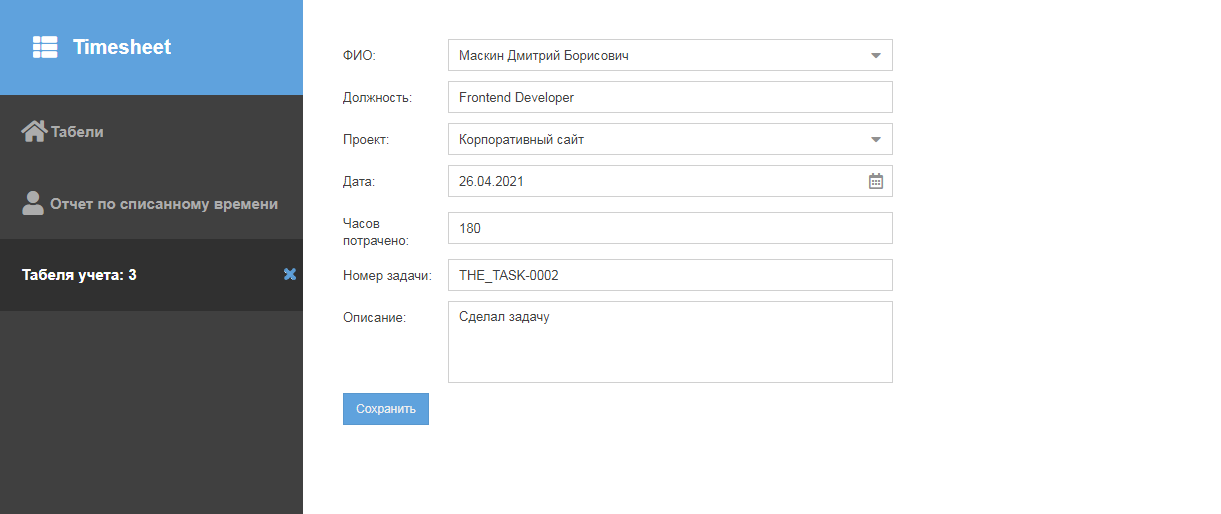 Timesheet
Табели
Отчет по списанному времени
Табеля учета: 3
ФИО: Маскин Дмитрий Борисович
Должность: Frontend Developer
Проект: Корпоративный сайт
Дата: 26.04.2021
Часов
потрачено: 180
Номер задачи: THE_TASK-0002
Описание: Сделал задачу
Сохранить